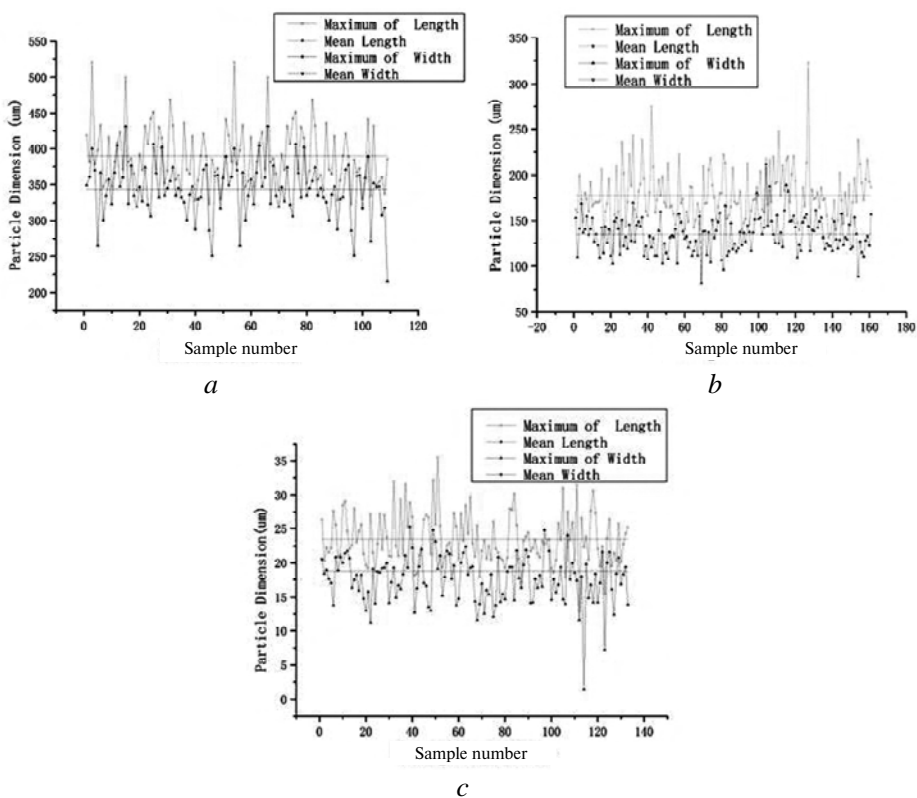 Maximum of Length
Mean Length
Maximum of Width
Mean Width
Particle Dimension (um)
550
500
450
400
350
300
250
200
0
20
40
60
80
100
120
Sample number
a
Maximum of Length
Mean Length
Maximum of Width
Mean Width
Particle Dimension (um)
350
300
250
200
150
100
50
-20
0
20
40
60
80
100
120
140
160
180
Sample number
b
Maximum of Length
Mean Length
Maximum of Width
Mean Width
Particle Dimension(um)
35
30
25
20
15
10
5
0
0
20
40
60
80
100
120
140
Sample number
c